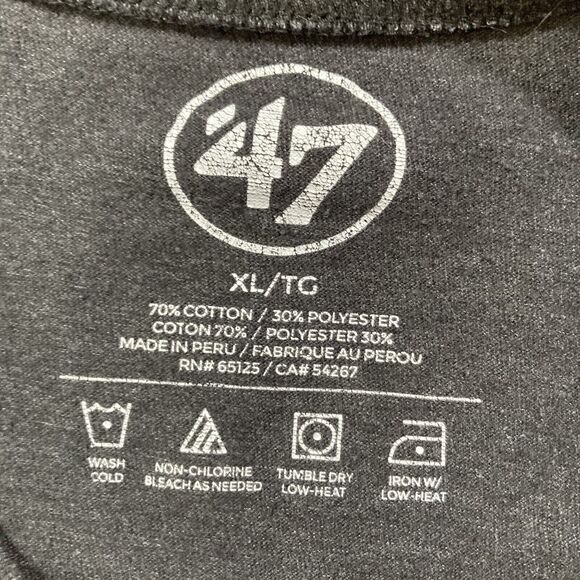 '47
XL/TG
70% COTTON / 30% POLYESTER
COTON 70% / POLYESTER 30%
MADE IN PERU / FABRIQUE AU PEROU
RN# 65125 / CA# 54267
WASH COLD
NON-CHLORINE BLEACH AS NEEDED
TUMBLE DRY LOW-HEAT
IRON W/ LOW-HEAT